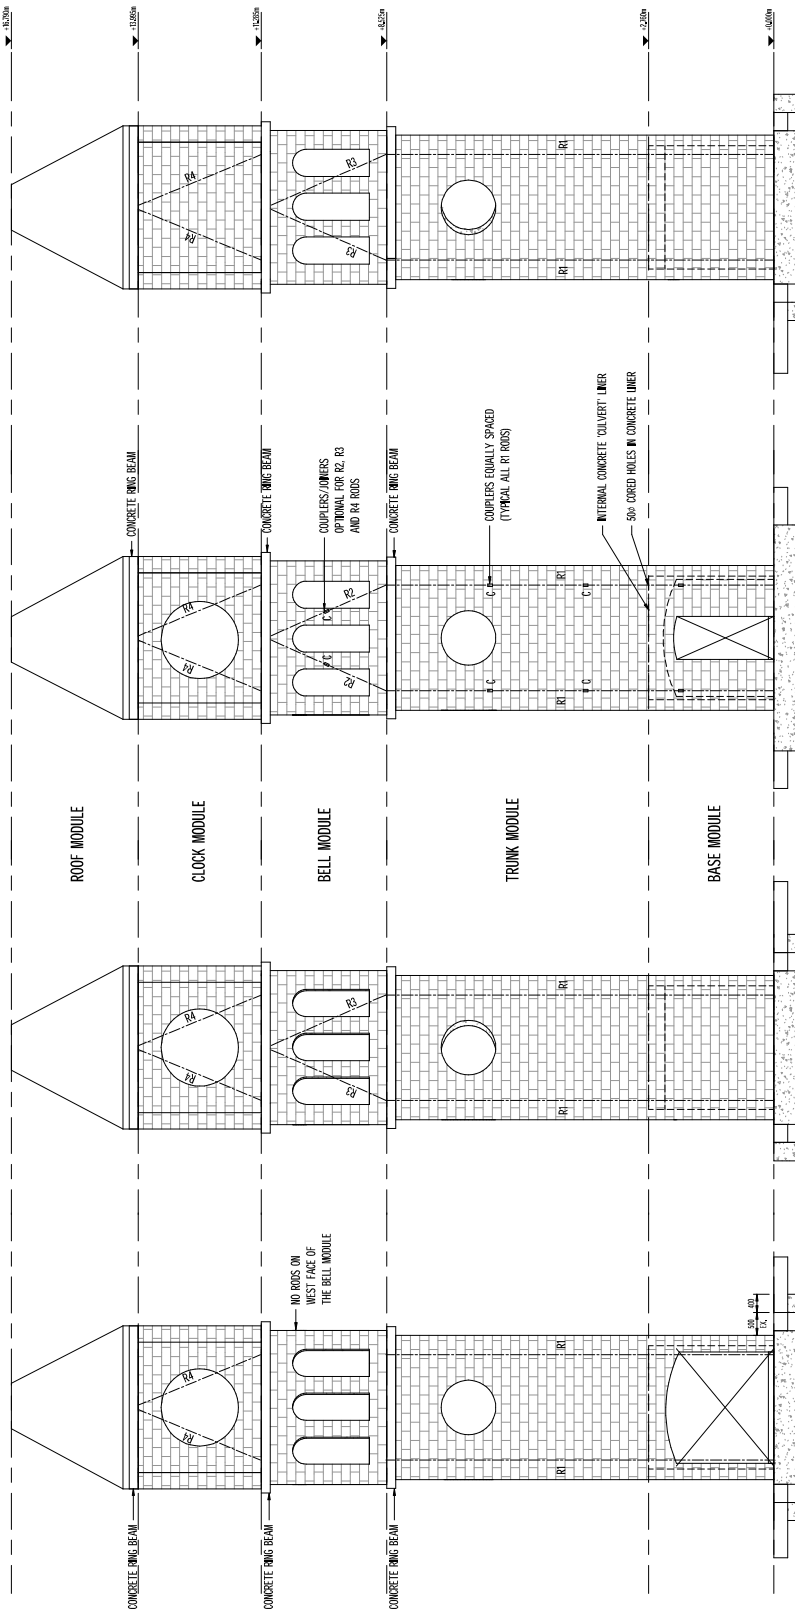 +16.790m
+13.995m
+11.285m
+8.525m
+2.760m
+0.000m
R4
R4
R3
R3
R1
R1
CONCRETE RING BEAM
CONCRETE RING BEAM
COUPLERS/JOINERS
OPTIONAL FOR R2, R3
AND R4 RODS
CONCRETE RING BEAM
COUPLERS EQUALLY SPACED
(TYPICAL ALL R1 RODS)
INTERNAL CONCRETE 'CULVERT' LINER
50ø CORED HOLES IN CONCRETE LINER
R4
R4
R2
R2
C
C
C
C
C
C
R1
R1
ROOF MODULE
CLOCK MODULE
BELL MODULE
TRUNK MODULE
BASE MODULE
R4
R4
R3
R3
R1
R1
NO RODS ON
WEST FACE OF
THE BELL MODULE
500
EX.
400
R4
R4
R1
R1
CONCRETE RING BEAM
CONCRETE RING BEAM
CONCRETE RING BEAM